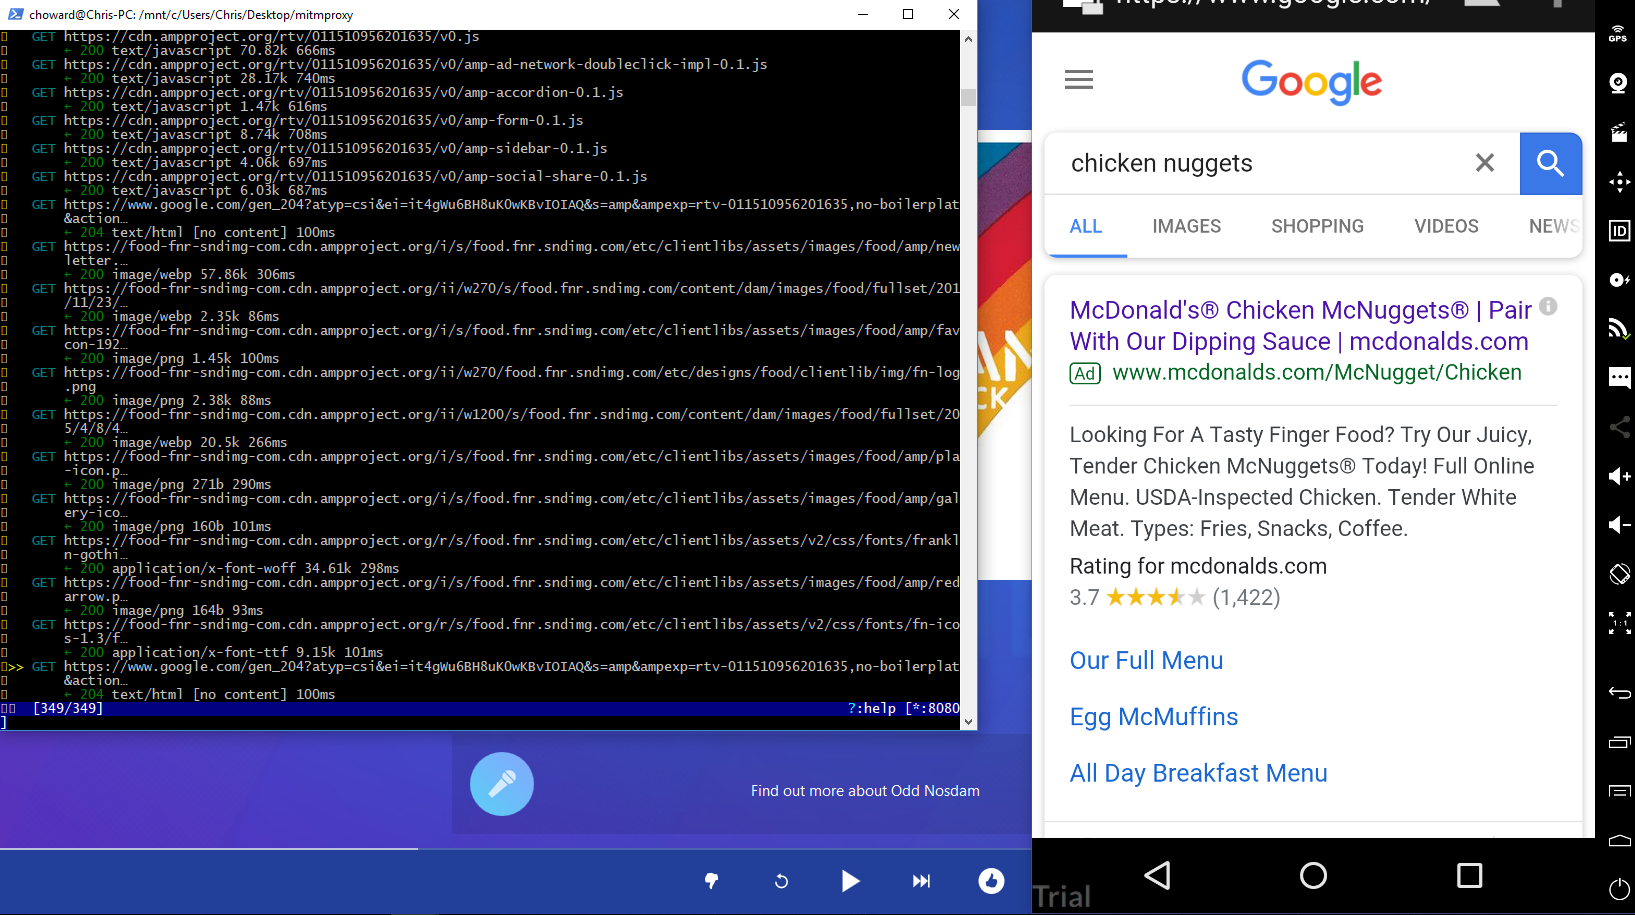 choward@Chris-PC: /mnt/c/Users/Chris/Desktop/mitmproxy
GET https://cdn.ampproject.org/rtv/011510956201635/v0.js
← 200 text/javascript 70.82k 666ms
GET https://cdn.ampproject.org/rtv/011510956201635/v0/amp-ad-network-doubleclick-impl-0.1.js
← 200 text/javascript 28.17k 740ms
GET https://cdn.ampproject.org/rtv/011510956201635/v0/amp-accordion-0.1.js
← 200 text/javascript 1.47k 616ms
GET https://cdn.ampproject.org/rtv/011510956201635/v0/amp-form-0.1.js
← 200 text/javascript 8.74k 708ms
GET https://cdn.ampproject.org/rtv/011510956201635/v0/amp-sidebar-0.1.js
← 200 text/javascript 4.06k 697ms
GET https://cdn.ampproject.org/rtv/011510956201635/v0/amp-social-share-0.1.js
← 200 text/javascript 6.03k 687ms
GET https://www.google.com/gen_204?atyp=csi&ei=it4gWu6BH8uKOwKBvIOIAQ&s=amp&ampexp=rtv-011510956201635,no-boilerplat
&action…
← 204 text/html [no content] 100ms
GET https://food-fnr-sndimg-com.cdn.ampproject.org/i/s/food.fnr.sndimg.com/etc/clientlibs/assets/images/food/amp/new
letter.…
← 200 image/webp 57.86k 306ms
GET https://food-fnr-sndimg-com.cdn.ampproject.org/ii/w270/s/food.fnr.sndimg.com/content/dam/images/food/fullset/201
/11/23/…
← 200 image/webp 2.35k 86ms
GET https://food-fnr-sndimg-com.cdn.ampproject.org/i/s/food.fnr.sndimg.com/etc/clientlibs/assets/images/food/amp/fav
con-192…
← 200 image/png 1.45k 100ms
GET https://food-fnr-sndimg-com.cdn.ampproject.org/ii/w270/food.fnr.sndimg.com/etc/designs/food/clientlib/img/fn-log
.png
← 200 image/png 2.38k 88ms
GET https://food-fnr-sndimg-com.cdn.ampproject.org/ii/w1200/s/food.fnr.sndimg.com/content/dam/images/food/fullset/20
5/4/8/4…
← 200 image/webp 20.5k 266ms
GET https://food-fnr-sndimg-com.cdn.ampproject.org/i/s/food.fnr.sndimg.com/etc/clientlibs/assets/images/food/amp/pla
-icon.p…
← 200 image/png 271b 290ms
GET https://food-fnr-sndimg-com.cdn.ampproject.org/i/s/food.fnr.sndimg.com/etc/clientlibs/assets/images/food/amp/gal
ery-ico…
← 200 image/png 160b 101ms
GET https://food-fnr-sndimg-com.cdn.ampproject.org/r/s/food.fnr.sndimg.com/etc/clientlibs/assets/v2/css/fonts/frankl
n-gothi…
← 200 application/x-font-woff 34.61k 298ms
GET https://food-fnr-sndimg-com.cdn.ampproject.org/i/s/food.fnr.sndimg.com/etc/clientlibs/assets/images/food/amp/red
arrow.p…
← 200 image/png 164b 93ms
GET https://food-fnr-sndimg-com.cdn.ampproject.org/r/s/food.fnr.sndimg.com/etc/clientlibs/assets/v2/css/fonts/fn-ico
s-1.3/f…
← 200 application/x-font-ttf 9.15k 101ms
>> GET https://www.google.com/gen_204?atyp=csi&ei=it4gWu6BH8uKOwKBvIOIAQ&s=amp&ampexp=rtv-011510956201635,no-boilerplat
&action…
← 204 text/html [no content] 100ms
[349/349] ?:help [*:8080
]
Find out more about Odd Nosdam
https://www.google.com/
Google
chicken nuggets
ALL IMAGES SHOPPING VIDEOS NEWS
McDonald's® Chicken McNuggets® | Pair
With Our Dipping Sauce | mcdonalds.com
Ad www.mcdonalds.com/McNugget/Chicken
Looking For A Tasty Finger Food? Try Our Juicy,
Tender Chicken McNuggets® Today! Full Online
Menu. USDA-Inspected Chicken. Tender White
Meat. Types: Fries, Snacks, Coffee.
Rating for mcdonalds.com
3.7 (1,422)
Our Full Menu
Egg McMuffins
All Day Breakfast Menu
Trial
GPS
ID
1:1